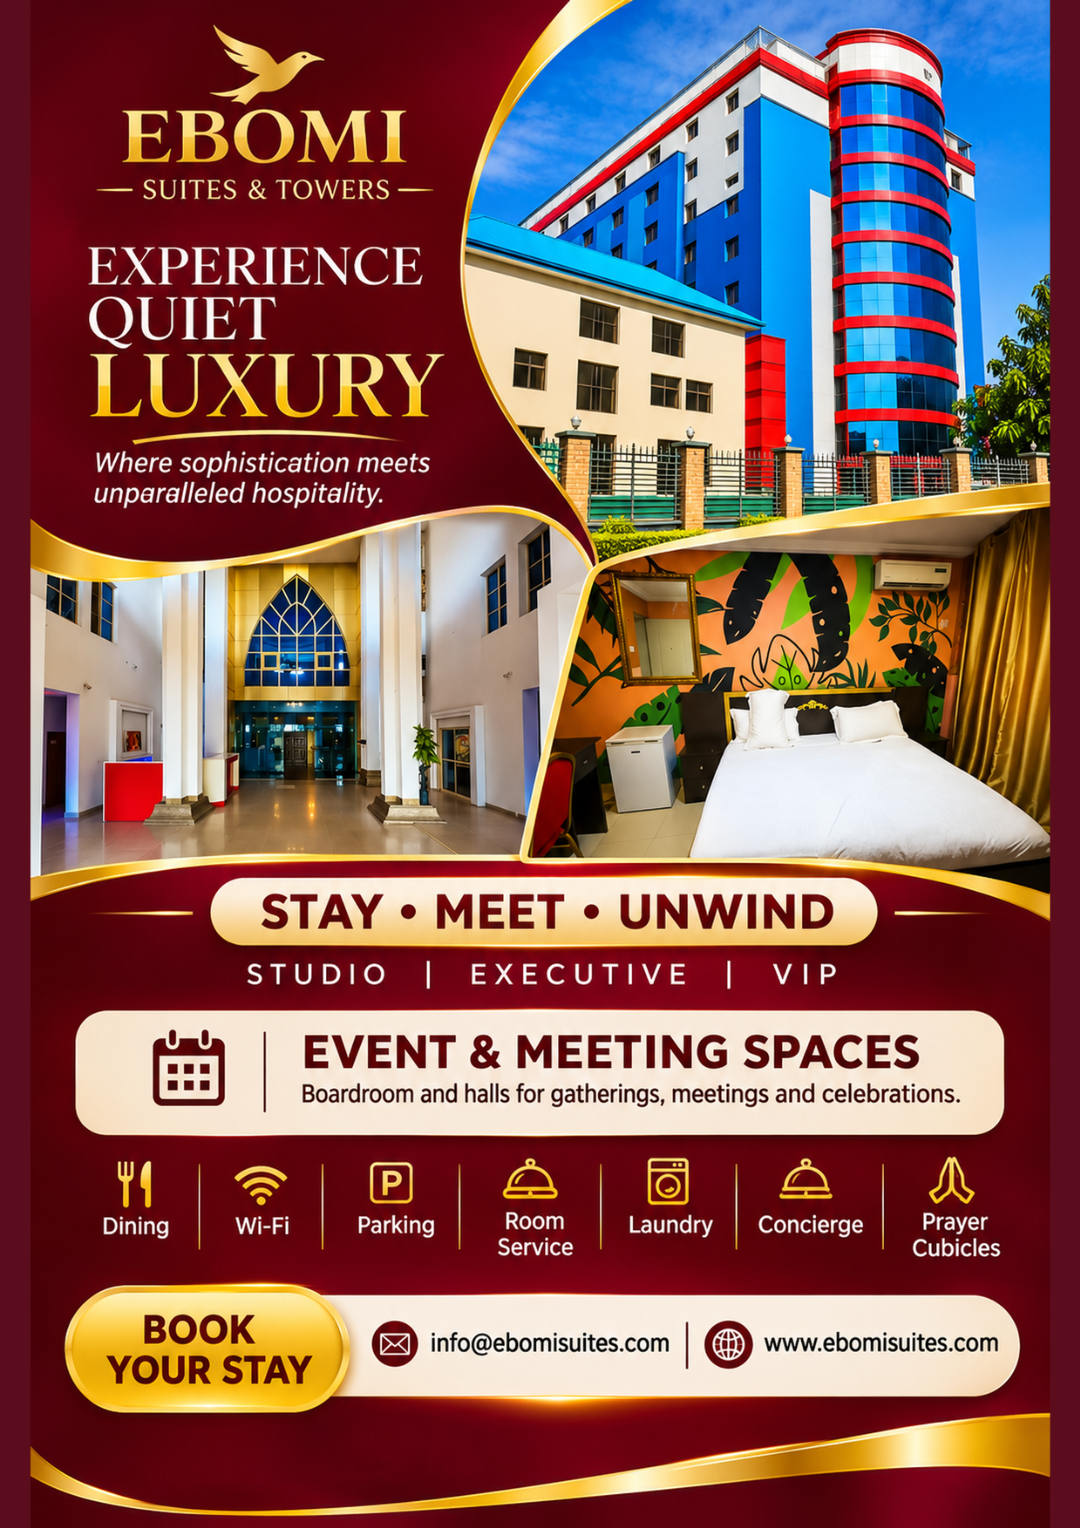 EBOMI
SUITES & TOWERS
EXPERIENCE
QUIET
LUXURY
Where sophistication meets
unparalleled hospitality.
STAY • MEET • UNWIND
STUDIO | EXECUTIVE | VIP
EVENT & MEETING SPACES
Boardroom and halls for gatherings, meetings and celebrations.
Dining
Wi-Fi
P
Parking
Room
Service
Laundry
Concierge
Prayer
Cubicles
BOOK
YOUR STAY
info@ebomisuites.com
www.ebomisuites.com